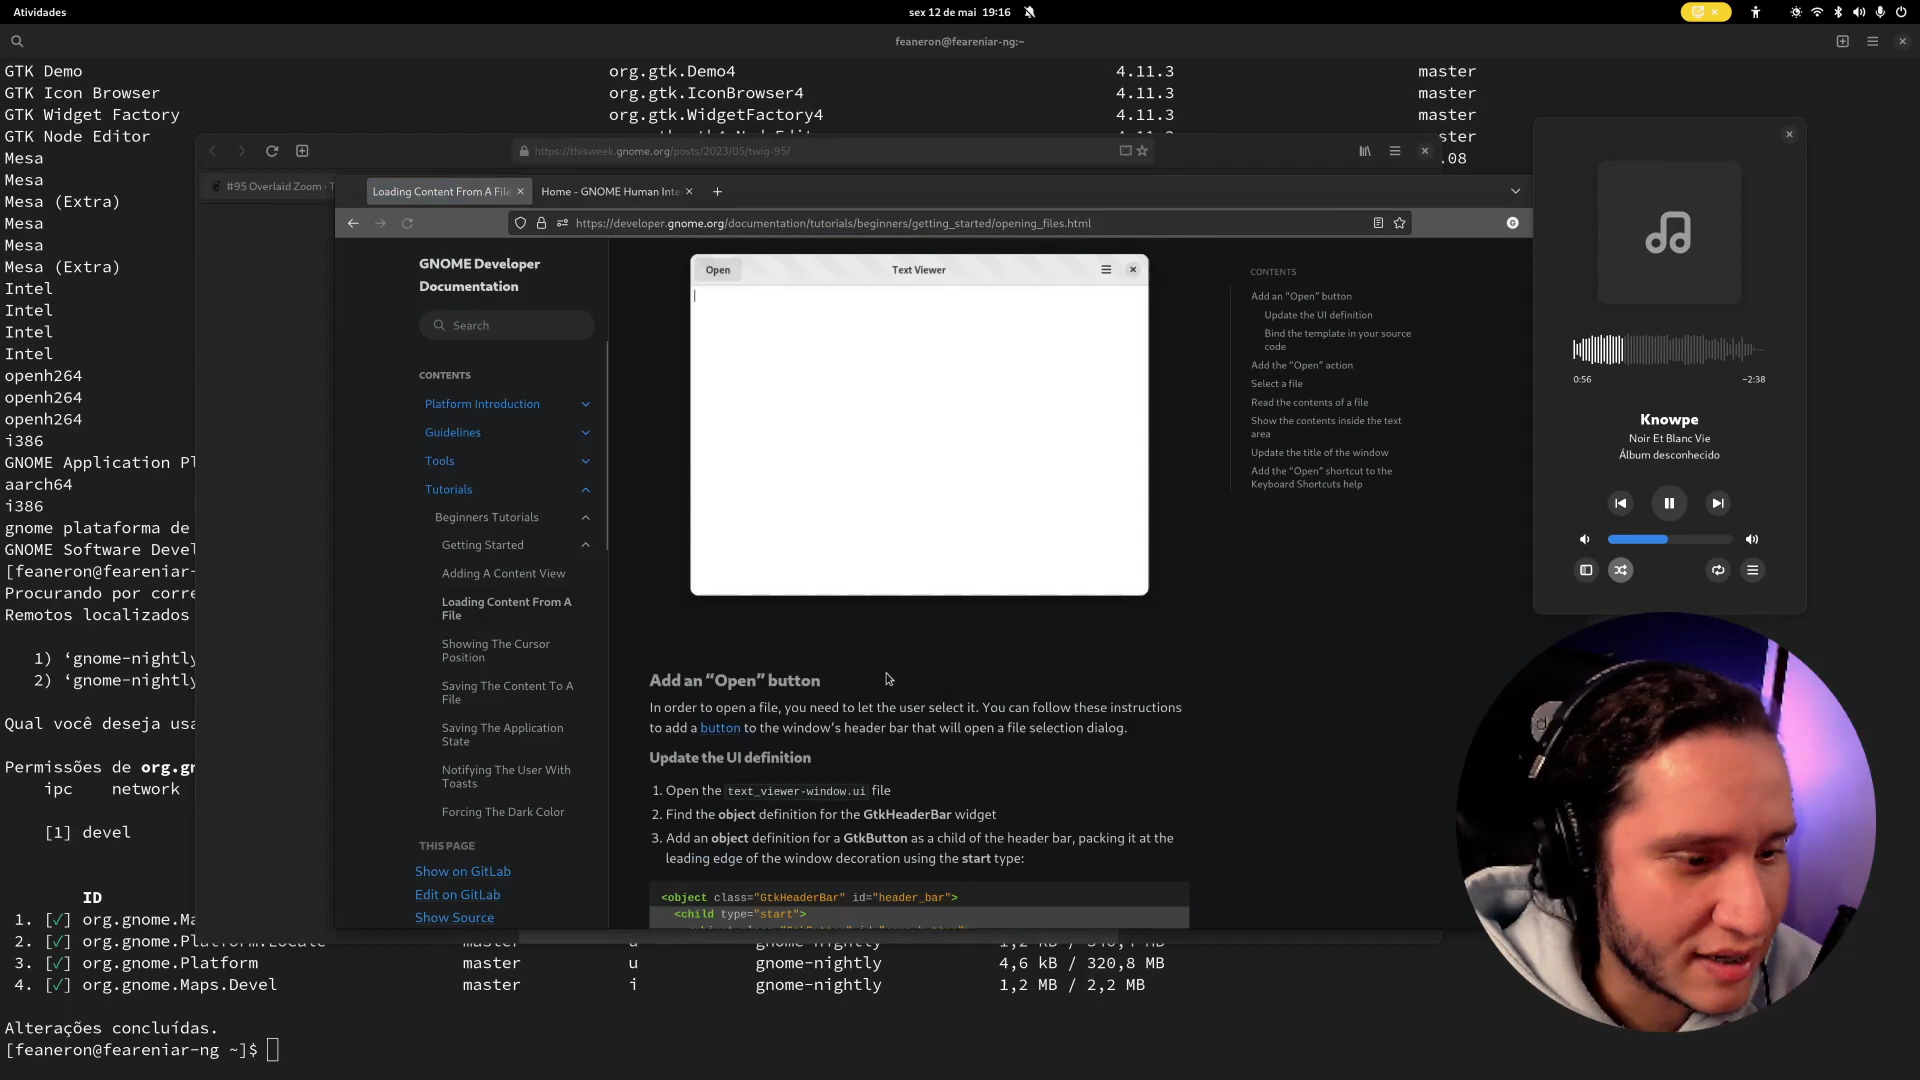 Atividades
sex 12 de mai 19:16
feaneron@feareniar-ng:~
GTK Demo org.gtk.Demo4 4.11.3 master
GTK Icon Browser org.gtk.IconBrowser4 4.11.3 master
GTK Widget Factory org.gtk.WidgetFactory4 4.11.3 master
GTK Node Editor master
Mesa .08
Mesa
Mesa (Extra)
Mesa
Mesa
Mesa (Extra)
Intel
Intel
Intel
Intel
openh264
openh264
openh264
i386
GNOME Application Pl
aarch64
i386
gnome plataforma de
GNOME Software Devel
[feaneron@feareniar-
Procurando por corre
Remotos localizados
1) ‘gnome-nightly
2) ‘gnome-nightly
Qual você deseja usa
Permissões de org.gn
ipc network
[1] devel
ID
1. [✓] org.gnome.Ma
2. [✓] org.gnome.Platform.Locale master u gnome-nightly
3. [✓] org.gnome.Platform master u gnome-nightly 4,6 kB / 320,8 MB
4. [✓] org.gnome.Maps.Devel master i gnome-nightly 1,2 MB / 2,2 MB
Alterações concluídas.
[feaneron@feareniar-ng ~]$
https://thisweek.gnome.org/posts/2023/05/twig-95/
#95 Overlaid Zoom · T
Loading Content From A File
Home - GNOME Human Inte
https://developer.gnome.org/documentation/tutorials/beginners/getting_started/opening_files.html
GNOME Developer
Documentation
Search
CONTENTS
Platform Introduction
Guidelines
Tools
Tutorials
Beginners Tutorials
Getting Started
Adding A Content View
Loading Content From A
File
Showing The Cursor
Position
Saving The Content To A
File
Saving The Application
State
Notifying The User With
Toasts
Forcing The Dark Color
THIS PAGE
Show on GitLab
Edit on GitLab
Show Source
Open Text Viewer
Add an “Open” button
In order to open a file, you need to let the user select it. You can follow these instructions
to add a button to the window’s header bar that will open a file selection dialog.
Update the UI definition
1. Open the text_viewer-window.ui file
2. Find the object definition for the GtkHeaderBar widget
3. Add an object definition for a GtkButton as a child of the header bar, packing it at the
leading edge of the window decoration using the start type:
<object class="GtkHeaderBar" id="header_bar">
<child type="start">
CONTENTS
Add an “Open” button
Update the UI definition
Bind the template in your source
code
Add the “Open” action
Select a file
Read the contents of a file
Show the contents inside the text
area
Update the title of the window
Add the “Open” shortcut to the
Keyboard Shortcuts help
0:56 −2:38
Knowpe
Noir Et Blanc Vie
Álbum desconhecido